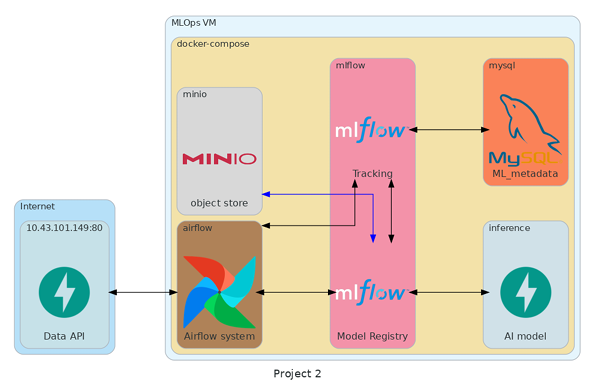 MLOps VM
docker-compose
mlflow
mysql
minio
mlflow
MINIO
MySQL
Tracking
ML_metadata
object store
Internet
10.43.101.149:80
airflow
inference
mlflow
Data API
Airflow system
Model Registry
AI model
Project 2